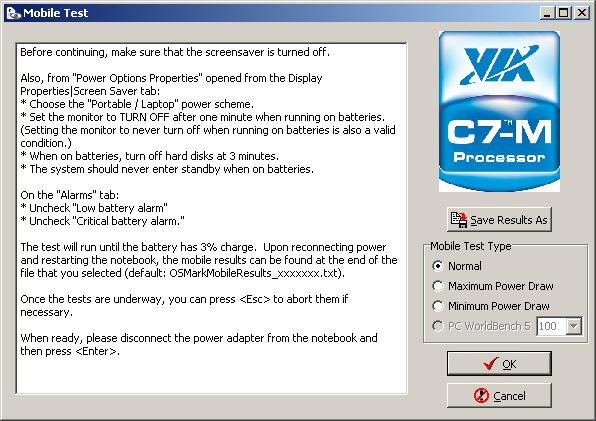 Mobile Test
Before continuing, make sure that the screensaver is turned off.
Also, from "Power Options Properties" opened from the Display
Properties|Screen Saver tab:
* Choose the "Portable / Laptop" power scheme.
* Set the monitor to TURN OFF after one minute when running on batteries.
(Setting the monitor to never turn off when running on batteries is also a valid
condition.)
* When on batteries, turn off hard disks at 3 minutes.
* The system should never enter standby when on batteries.
On the "Alarms" tab:
* Uncheck "Low battery alarm"
* Uncheck "Critical battery alarm."
The test will run until the battery has 3% charge.  Upon reconnecting power
and restarting the notebook, the mobile results can be found at the end of the
file that you selected (default: OSMarkMobileResults_xxxxxxx.txt).
Once the tests are underway, you can press <Esc> to abort them if
necessary.
When ready, please disconnect the power adapter from the notebook and
then press <Enter>.
VIA
C7™-M
Processor
Save Results As
Mobile Test Type
Normal
Maximum Power Draw
Minimum Power Draw
PC WorldBench 5 100
OK
Cancel